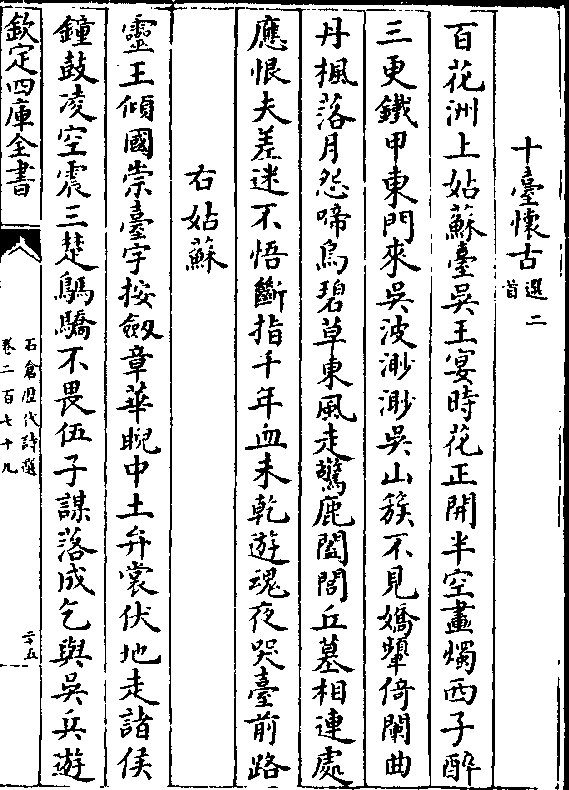 十臺懷古選二首
百花洲上姑蘇臺吳王宴時花正開半空畫燭西子醉
三更鐵甲東門來吳波渺渺吳山簇不見嬌顰倚闌曲
丹楓落月怨啼烏碧草東風走驚鹿闔閭丘墓相連處
應恨夫差迷不悟斷指千年血未乾遊魂夜哭臺前路
右姑蘇
靈王傾國崇臺宇按劔章華睨中土弁裳伏地走諸侯
鐘鼓凌空震三楚鷫驕不畏伍子謀落成乞與吳兵遊
欽定四庫全書
石倉歷代詩選
卷二百七十九
二十五